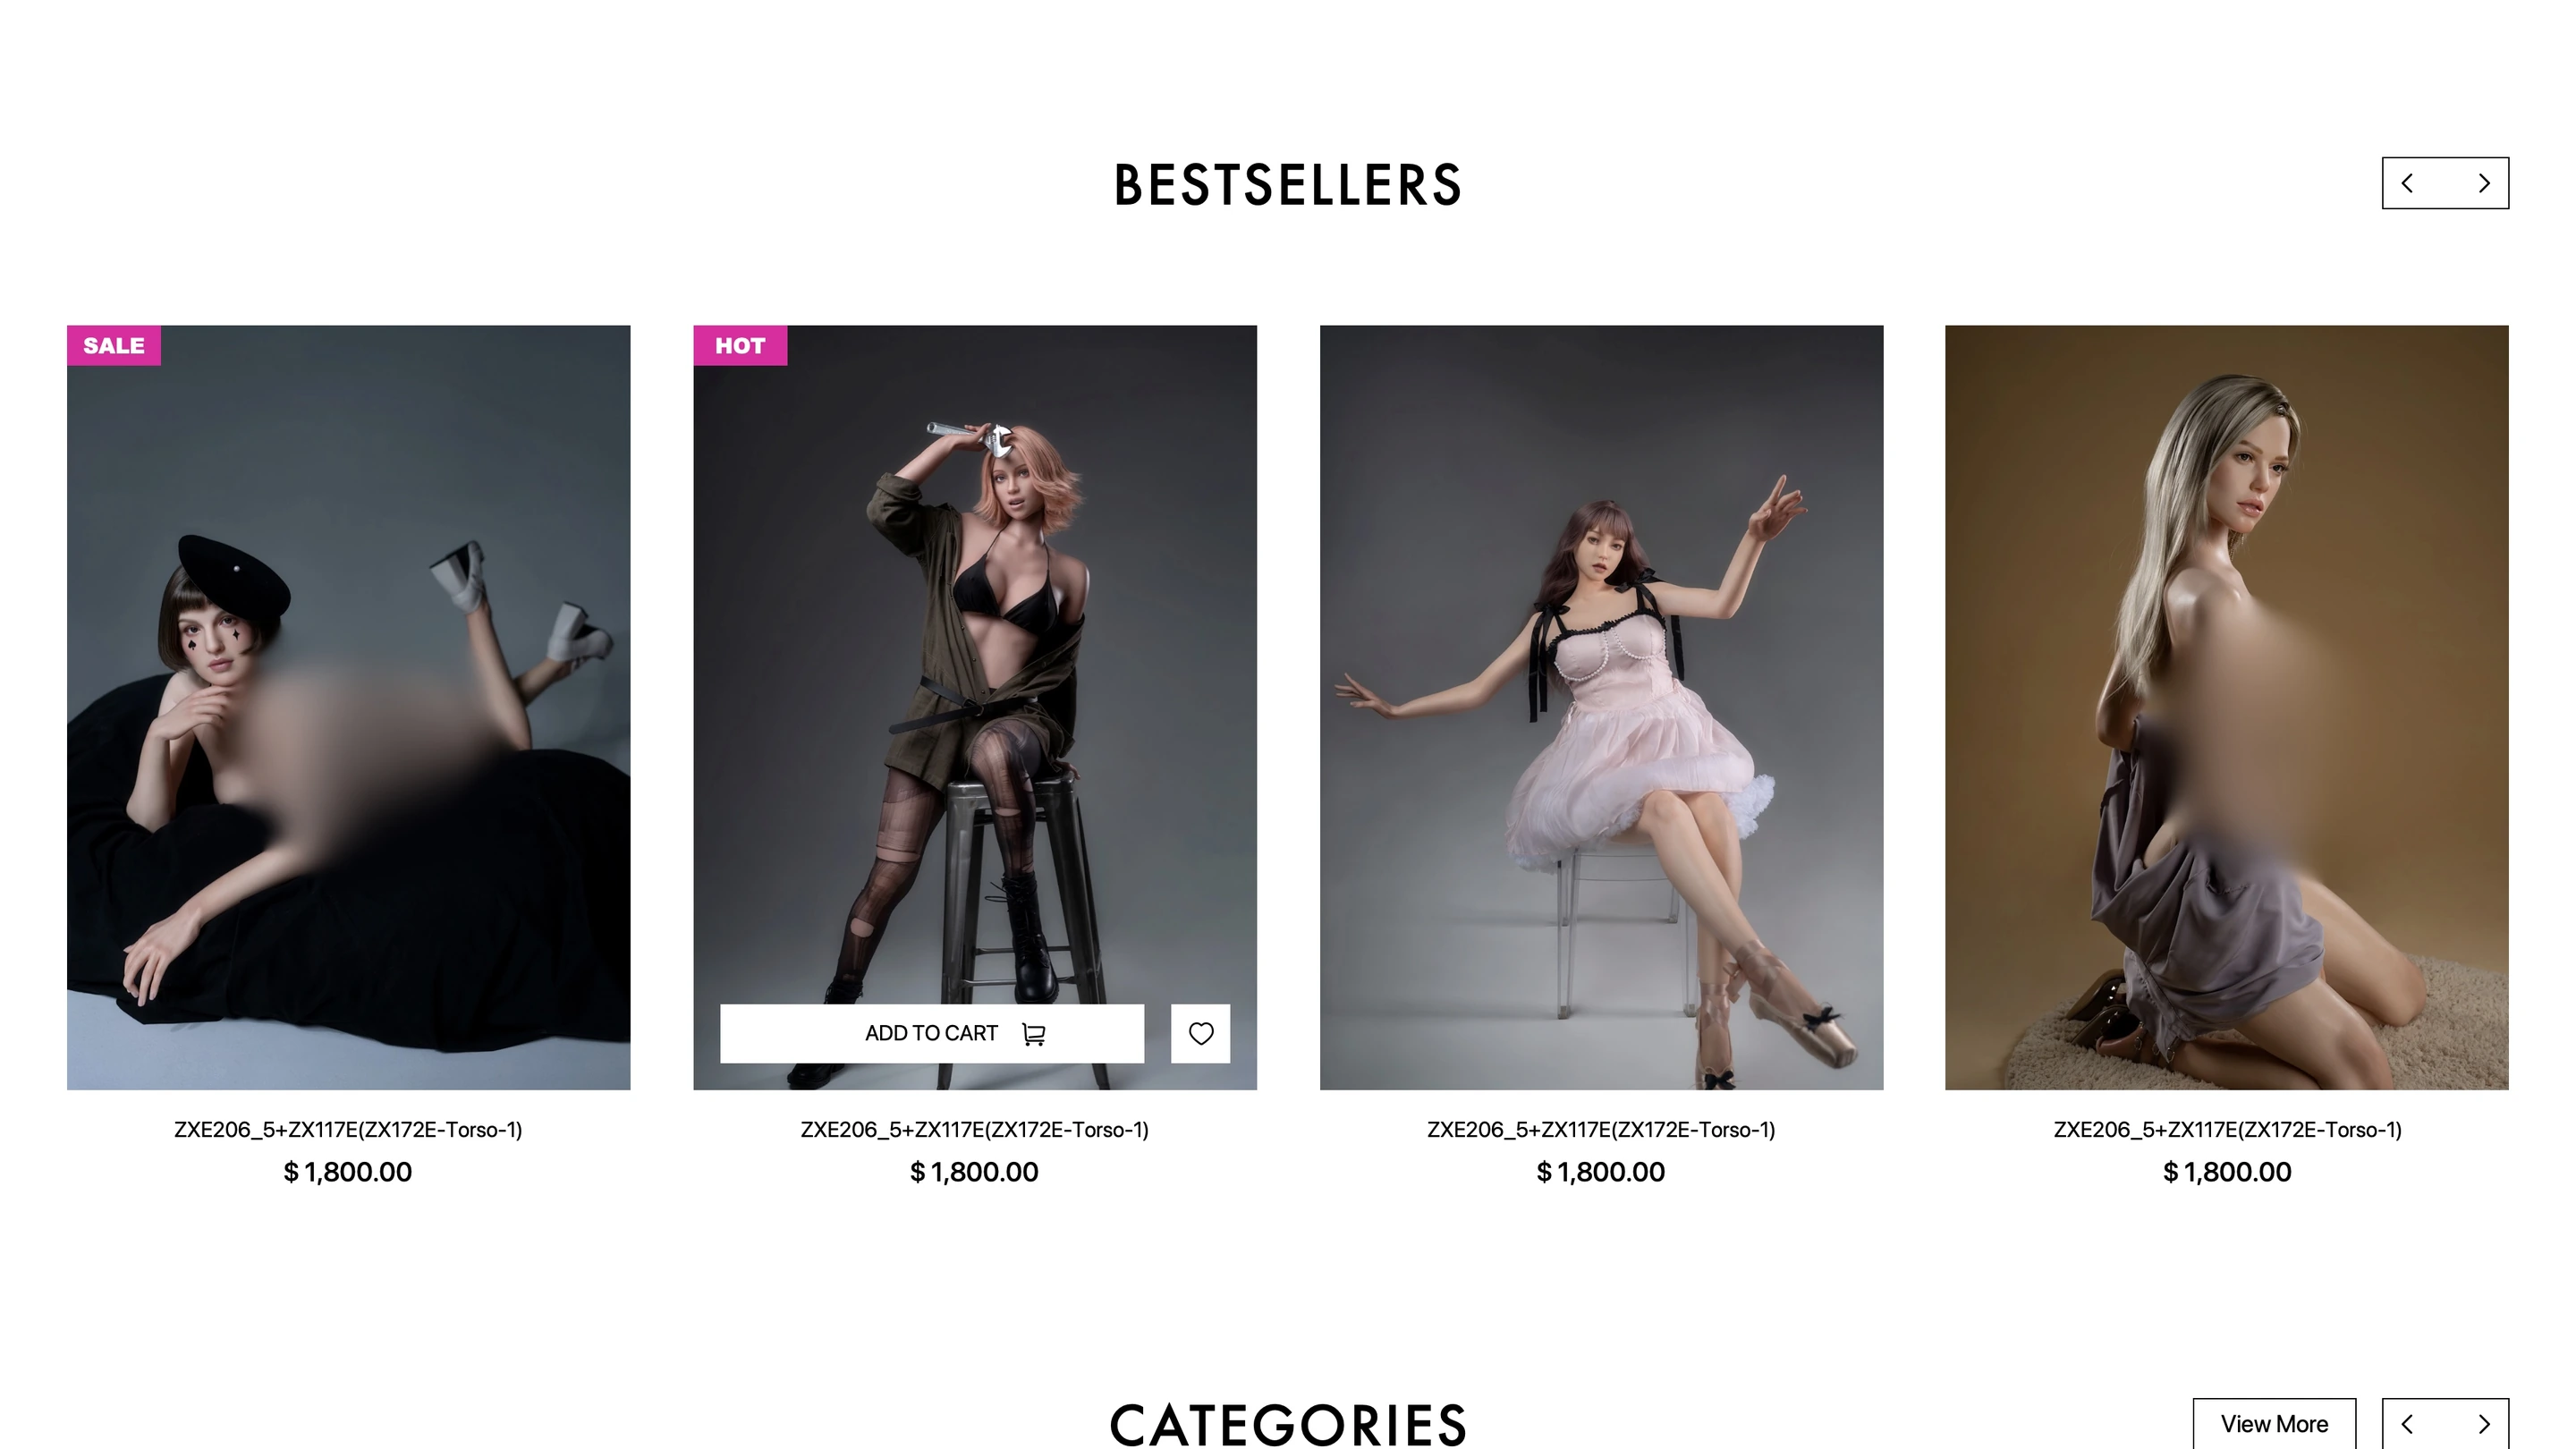 BESTSELLERS
SALE
HOT
ADD TO CART
ZXE206_5+ZX117E(ZX172E-Torso-1)
$ 1,800.00
ZXE206_5+ZX117E(ZX172E-Torso-1)
$ 1,800.00
ZXE206_5+ZX117E(ZX172E-Torso-1)
$ 1,800.00
ZXE206_5+ZX117E(ZX172E-Torso-1)
$ 1,800.00
CATEGORIES
View More